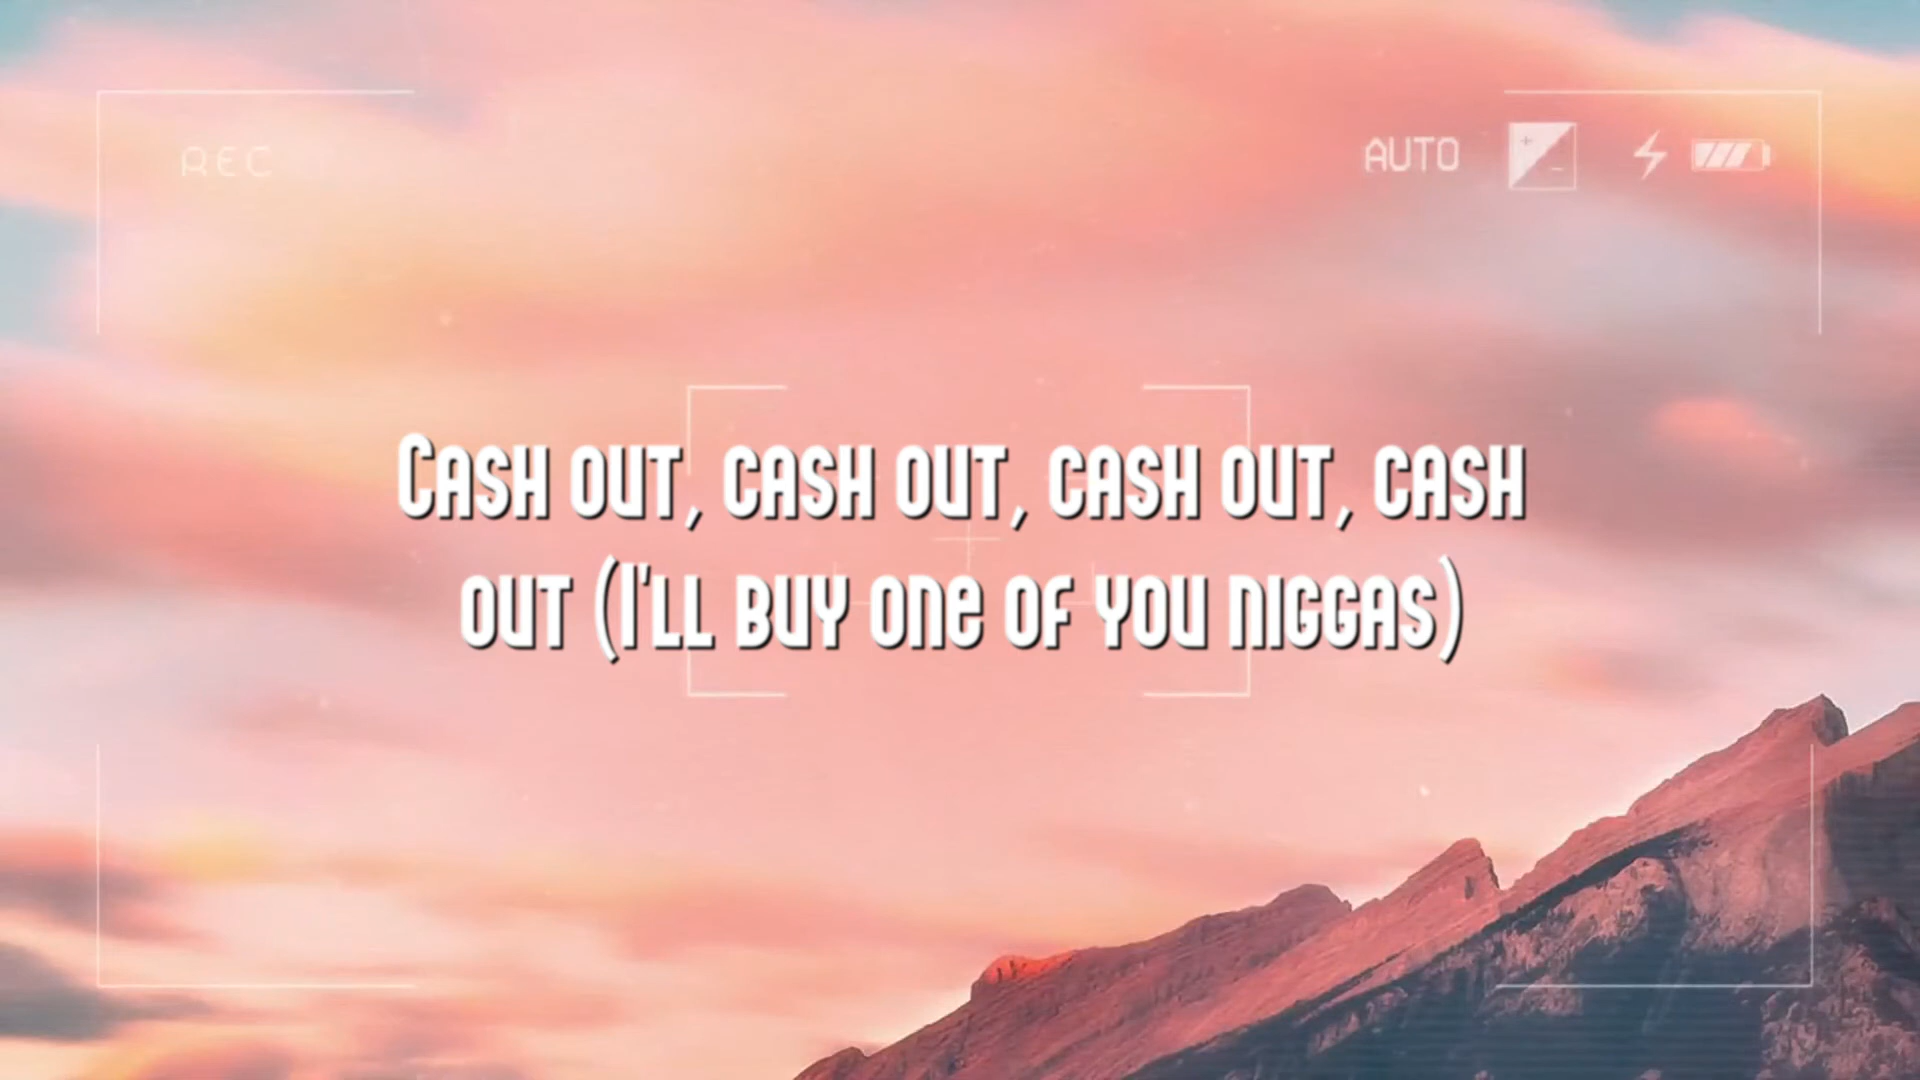 REC
AUTO
Cash out, cash out, cash out, cash
out (I'll buy one of you niggas)